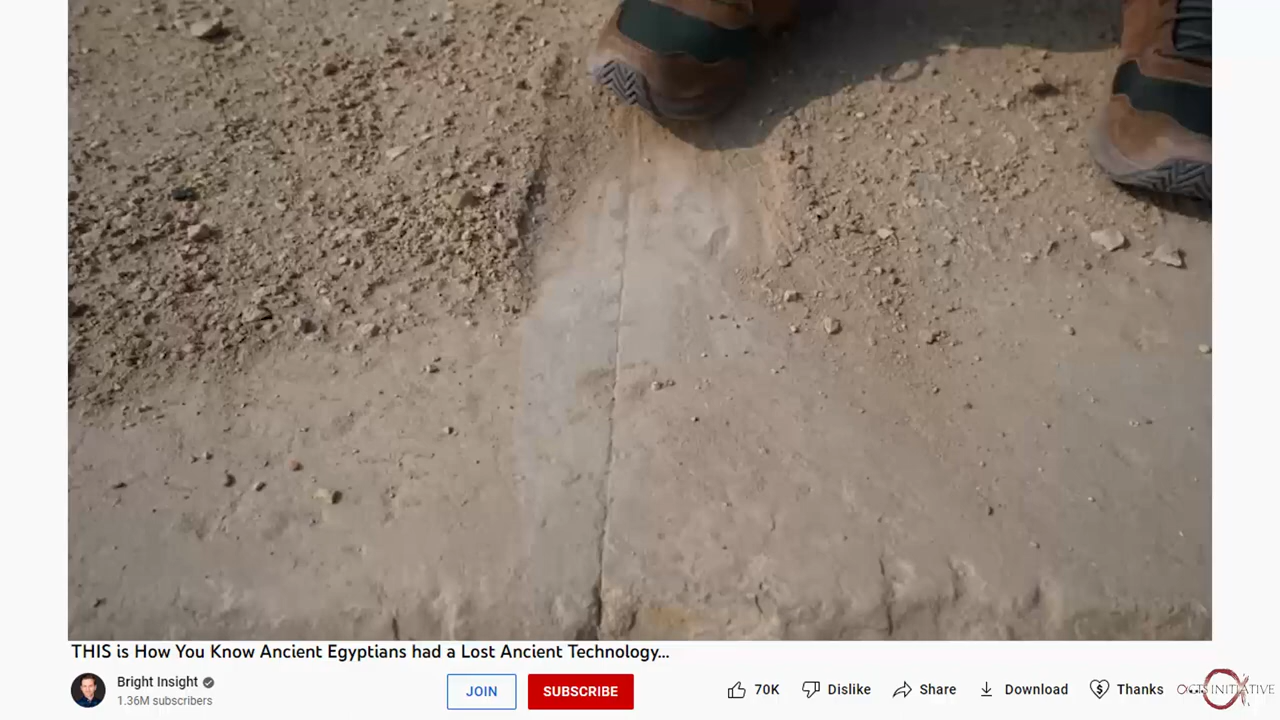 THIS is How You Know Ancient Egyptians had a Lost Ancient Technology...
Bright Insight
1.36M subscribers
JOIN
SUBSCRIBE
70K
Dislike
Share
Download
Thanks
INITIATIVE